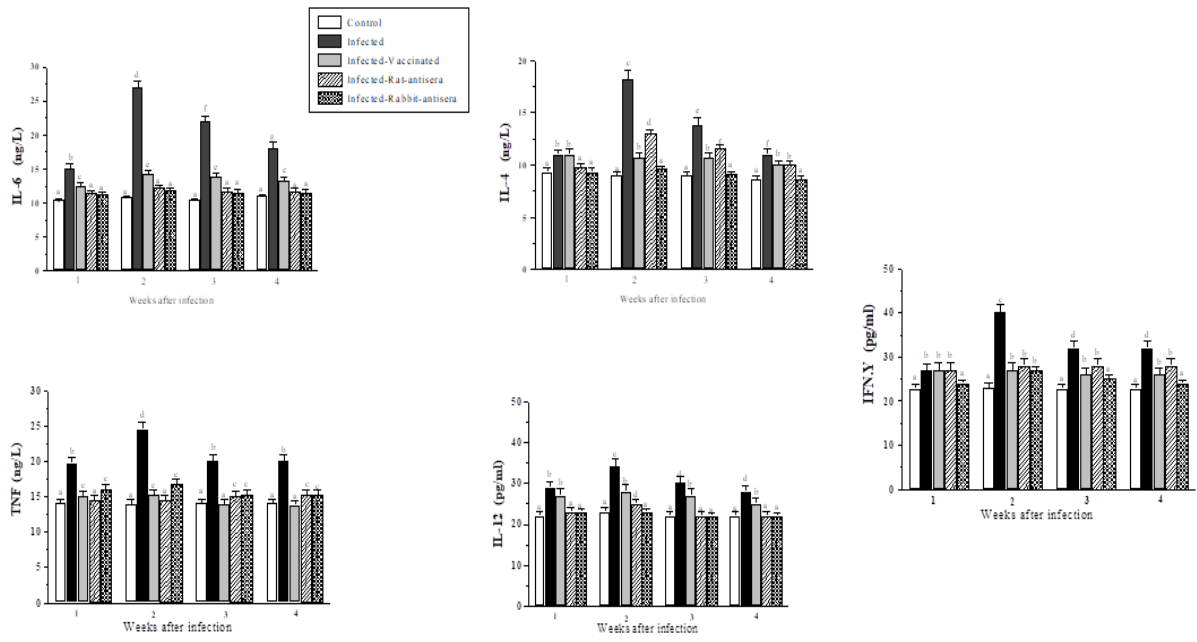 Control
Infected
Infected-Vaccinated
Infected-Rat-antisera
Infected-Rabbit-antisera
IL-6 (ng/L)
30
25
20
15
10
5
0
a b c a a
a d c a a
a f c a a
a a c a a
1 2 3 4
Weeks after infection
IL-4 (ng/L)
20
15
10
5
0
a b b a a
a c b d a
a e b f a
a f b b a
1 2 3 4
Weeks after infection
TNF (ng/L)
30
25
20
15
10
5
0
a b c a c
a d c a c
a b a c c
a b a c c
1 2 3 4
Weeks after infection
IL-12 (pg/ml)
50
40
30
20
10
0
a b b a a
a c b d a
a d b a a
a d b a a
1 2 3 4
Weeks after infection
IFN.Y (pg/ml)
50
40
30
20
10
0
a b b b a
a c b b b
a d b b a
a d b b a
1 2 3 4
Weeks after infection